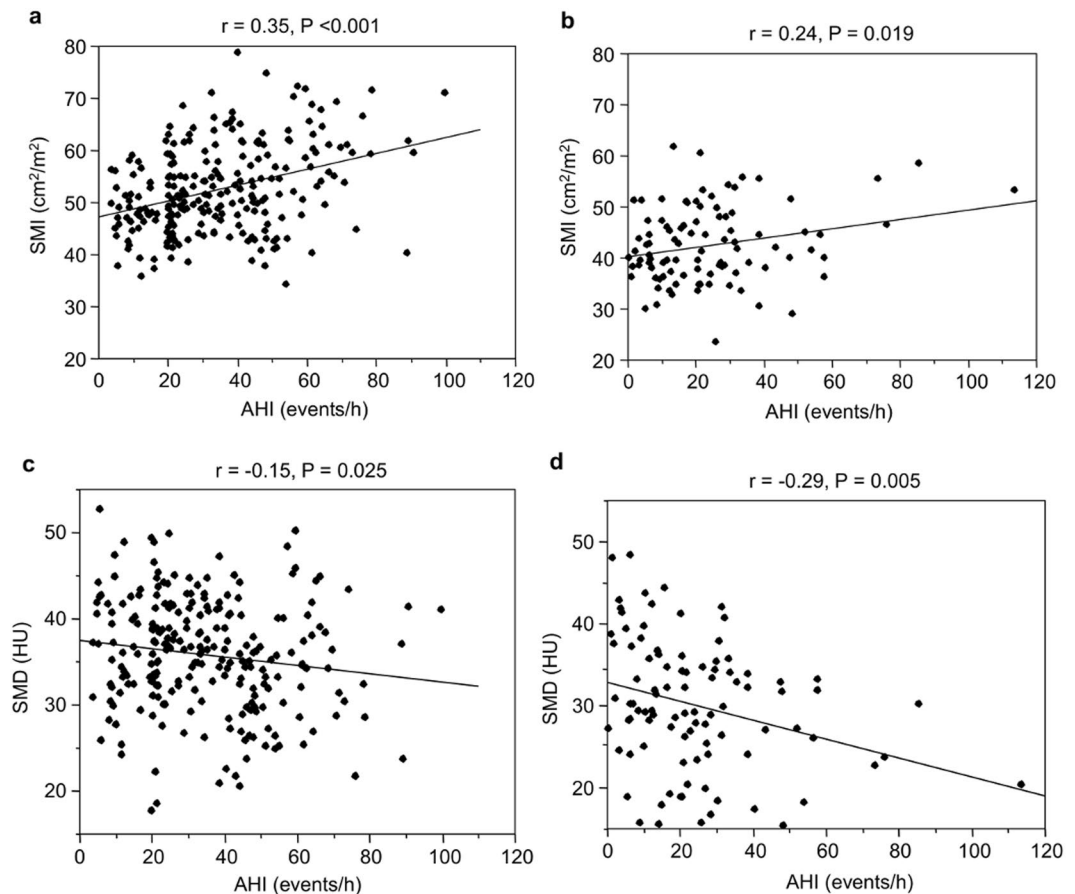 a
r = 0.35, P <0.001
80
70
60
50
40
30
20
SMI (cm²/m²)
0 20 40 60 80 100 120
AHI (events/h)
b
r = 0.24, P = 0.019
80
70
60
50
40
30
20
SMI (cm²/m²)
0 20 40 60 80 100 120
AHI (events/h)
c
r = -0.15, P = 0.025
50
40
30
20
SMD (HU)
0 20 40 60 80 100 120
AHI (events/h)
d
r = -0.29, P = 0.005
50
40
30
20
SMD (HU)
0 20 40 60 80 100 120
AHI (events/h)